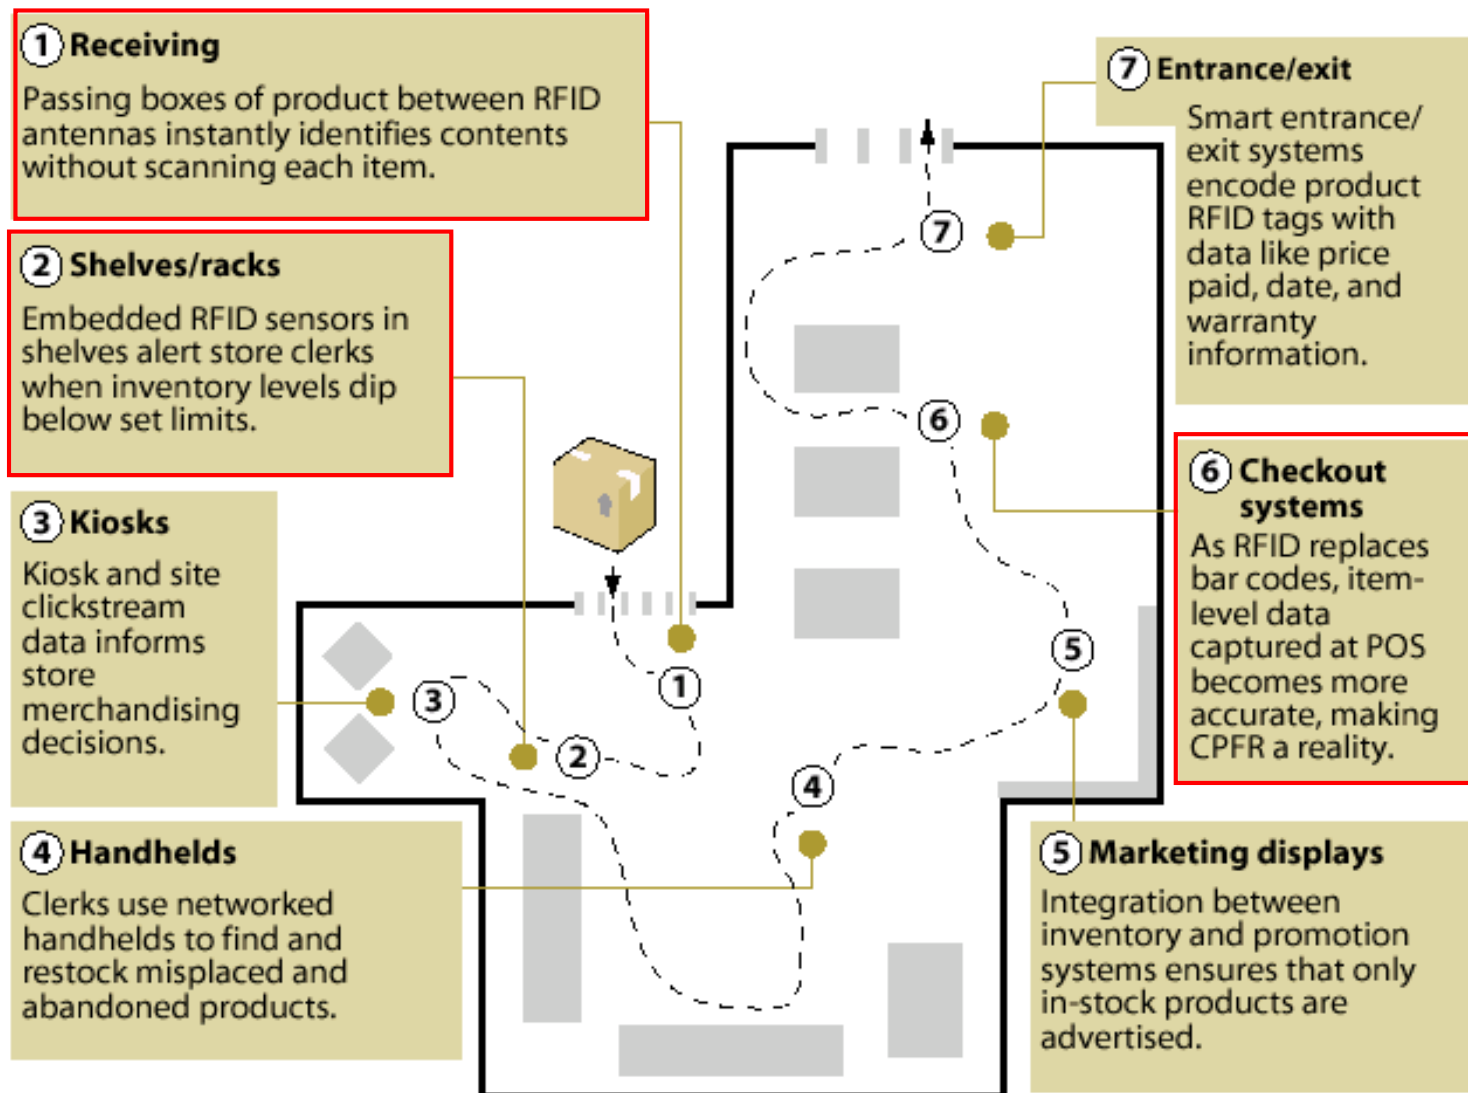 1 Receiving
Passing boxes of product between RFID
antennas instantly identifies contents
without scanning each item.
2 Shelves/racks
Embedded RFID sensors in
shelves alert store clerks
when inventory levels dip
below set limits.
3 Kiosks
Kiosk and site
clickstream
data informs
store
merchandising
decisions.
4 Handhelds
Clerks use networked
handhelds to find and
restock misplaced and
abandoned products.
5 Marketing displays
Integration between
inventory and promotion
systems ensures that only
in-stock products are
advertised.
6 Checkout
systems
As RFID replaces
bar codes, item-
level data
captured at POS
becomes more
accurate, making
CPFR a reality.
7 Entrance/exit
Smart entrance/
exit systems
encode product
RFID tags with
data like price
paid, date, and
warranty
information.
7
6
5
1
3
2
4